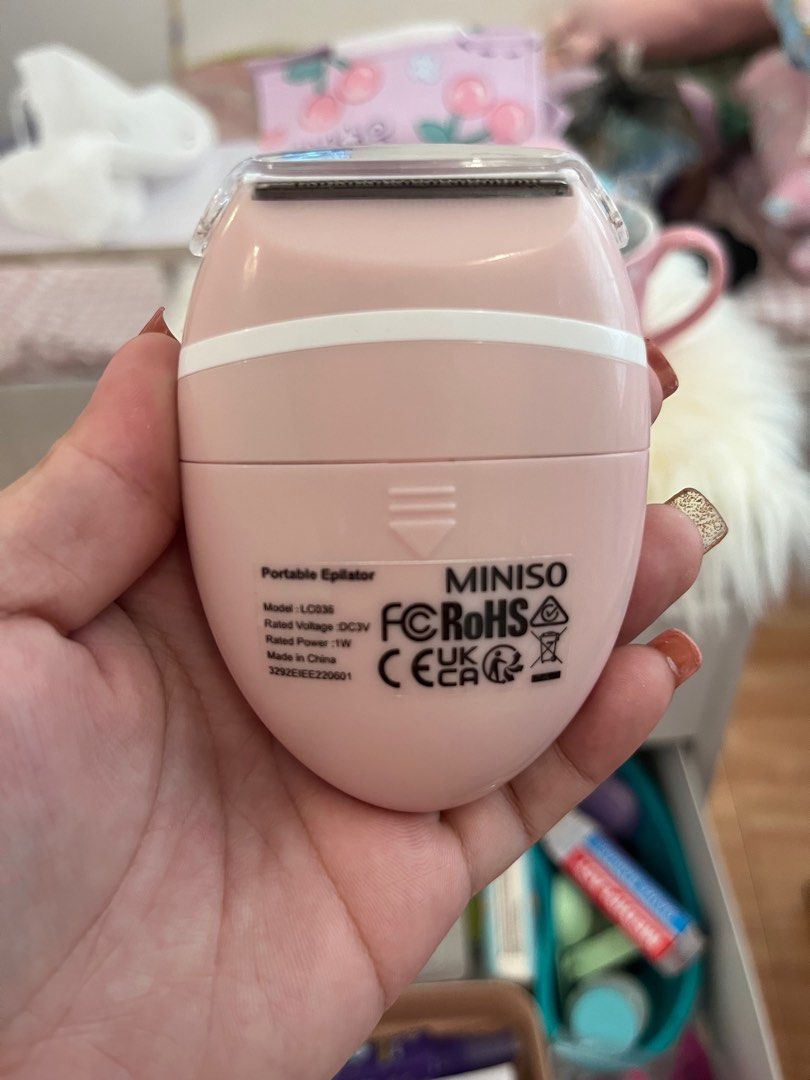 Portable Epilator
MINISO
Model :LC036
Rated Voltage :DC3V
Rated Power :1W
Made in China
3292EIEE220601
FC RoHS
CE UK
CA